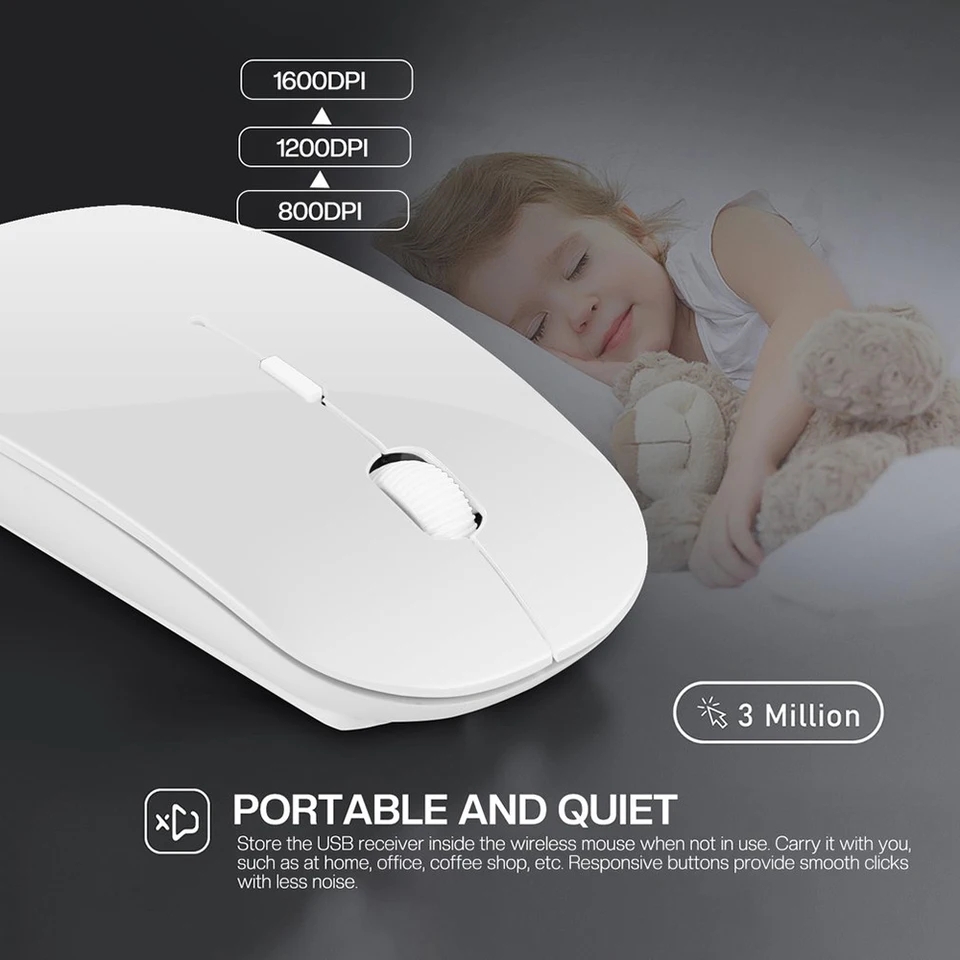 1600DPI
1200DPI
800DPI
3 Million
PORTABLE AND QUIET
Store the USB receiver inside the wireless mouse when not in use. Carry it with you,
such as at home, office, coffee shop, etc. Responsive buttons provide smooth clicks
with less noise.